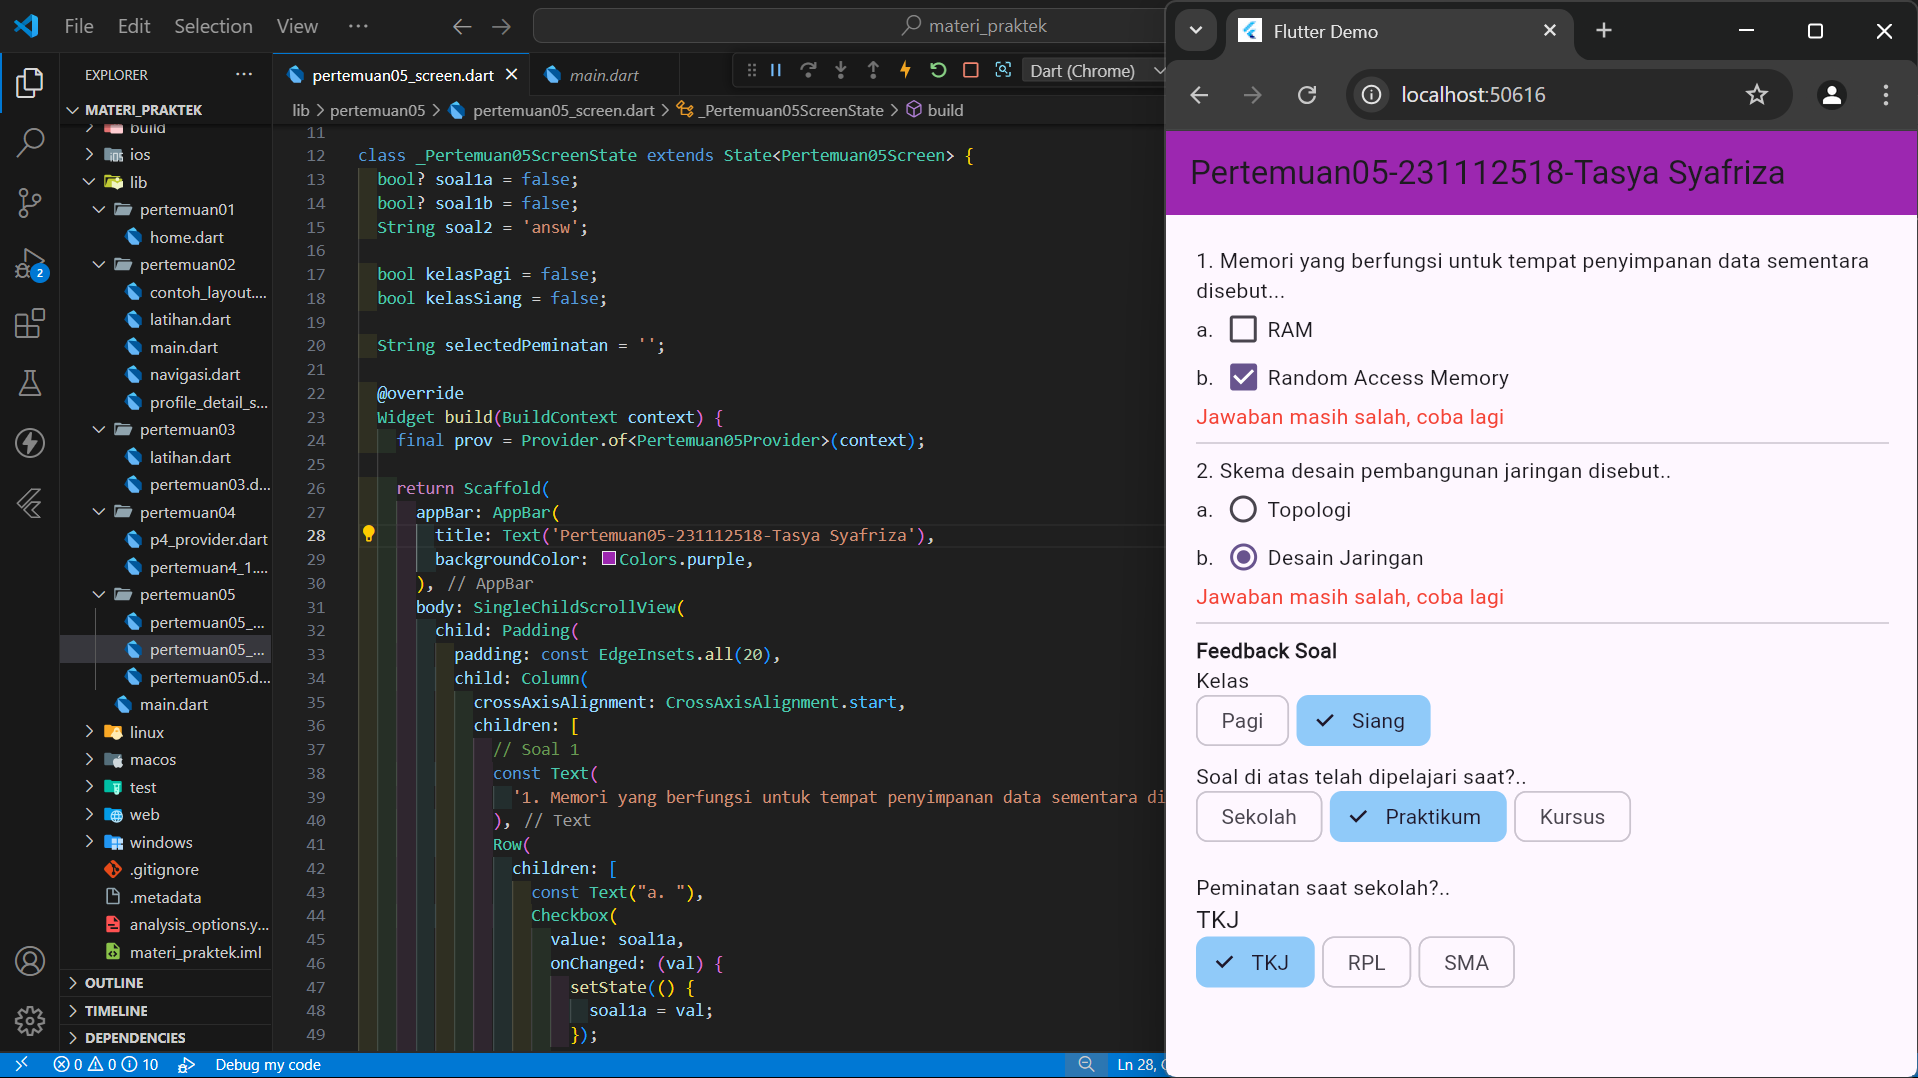 File Edit Selection View ···
materi_praktek
EXPLORER ···
MATERI_PRAKTEK
build
ios
lib
pertemuan01
home.dart
pertemuan02
contoh_layout....
latihan.dart
main.dart
navigasi.dart
profile_detail_s...
pertemuan03
latihan.dart
pertemuan03.d...
pertemuan04
p4_provider.dart
pertemuan4_1....
pertemuan05
pertemuan05_...
pertemuan05_...
pertemuan05.d...
main.dart
linux
macos
test
web
windows
.gitignore
.metadata
analysis_options.y...
materi_praktek.iml
OUTLINE
TIMELINE
DEPENDENCIES
2
pertemuan05_screen.dart main.dart Dart (Chrome)
lib > pertemuan05 > pertemuan05_screen.dart > _Pertemuan05ScreenState > build
11
12 class _Pertemuan05ScreenState extends State<Pertemuan05Screen> {
13 bool? soal1a = false;
14 bool? soal1b = false;
15 String soal2 = 'answ';
16
17 bool kelasPagi = false;
18 bool kelasSiang = false;
19
20 String selectedPeminatan = '';
21
22 @override
23 Widget build(BuildContext context) {
24 final prov = Provider.of<Pertemuan05Provider>(context);
25
26 return Scaffold(
27 appBar: AppBar(
28 title: Text('Pertemuan05-231112518-Tasya Syafriza'),
29 backgroundColor: Colors.purple,
30 ), // AppBar
31 body: SingleChildScrollView(
32 child: Padding(
33 padding: const EdgeInsets.all(20),
34 child: Column(
35 crossAxisAlignment: CrossAxisAlignment.start,
36 children: [
37 // Soal 1
38 const Text(
39 '1. Memori yang berfungsi untuk tempat penyimpanan data sementara di
40 ), // Text
41 Row(
42 children: [
43 const Text("a. "),
44 Checkbox(
45 value: soal1a,
46 onChanged: (val) {
47 setState(() {
48 soal1a = val;
49 });
0 0 10 Debug my code Ln 28,
Flutter Demo
localhost:50616
Pertemuan05-231112518-Tasya Syafriza
1. Memori yang berfungsi untuk tempat penyimpanan data sementara
disebut...
a. RAM
b. Random Access Memory
Jawaban masih salah, coba lagi
2. Skema desain pembangunan jaringan disebut..
a. Topologi
b. Desain Jaringan
Jawaban masih salah, coba lagi
Feedback Soal
Kelas
Pagi Siang
Soal di atas telah dipelajari saat?..
Sekolah Praktikum Kursus
Peminatan saat sekolah?..
TKJ
TKJ RPL SMA